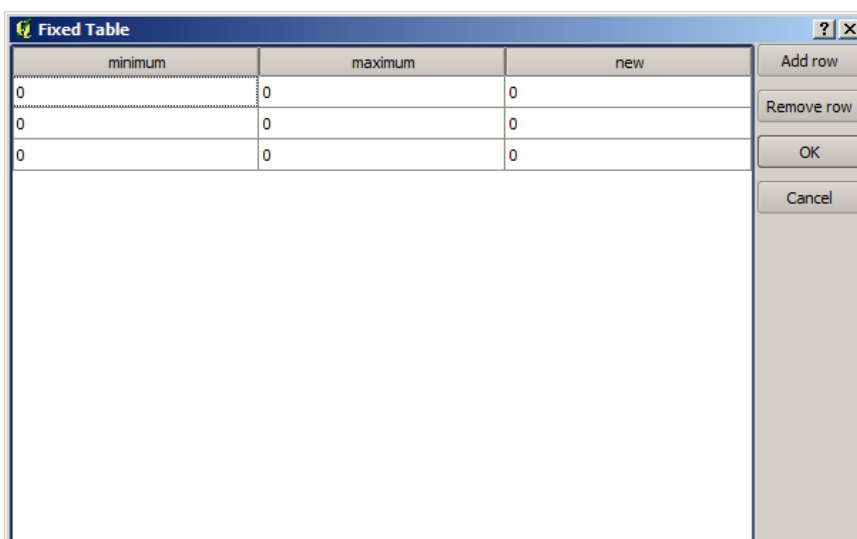 Fixed Table
minimum maximum new Add row
0 0 0
Remove row
0 0 0
0 0 0 OK
Cancel